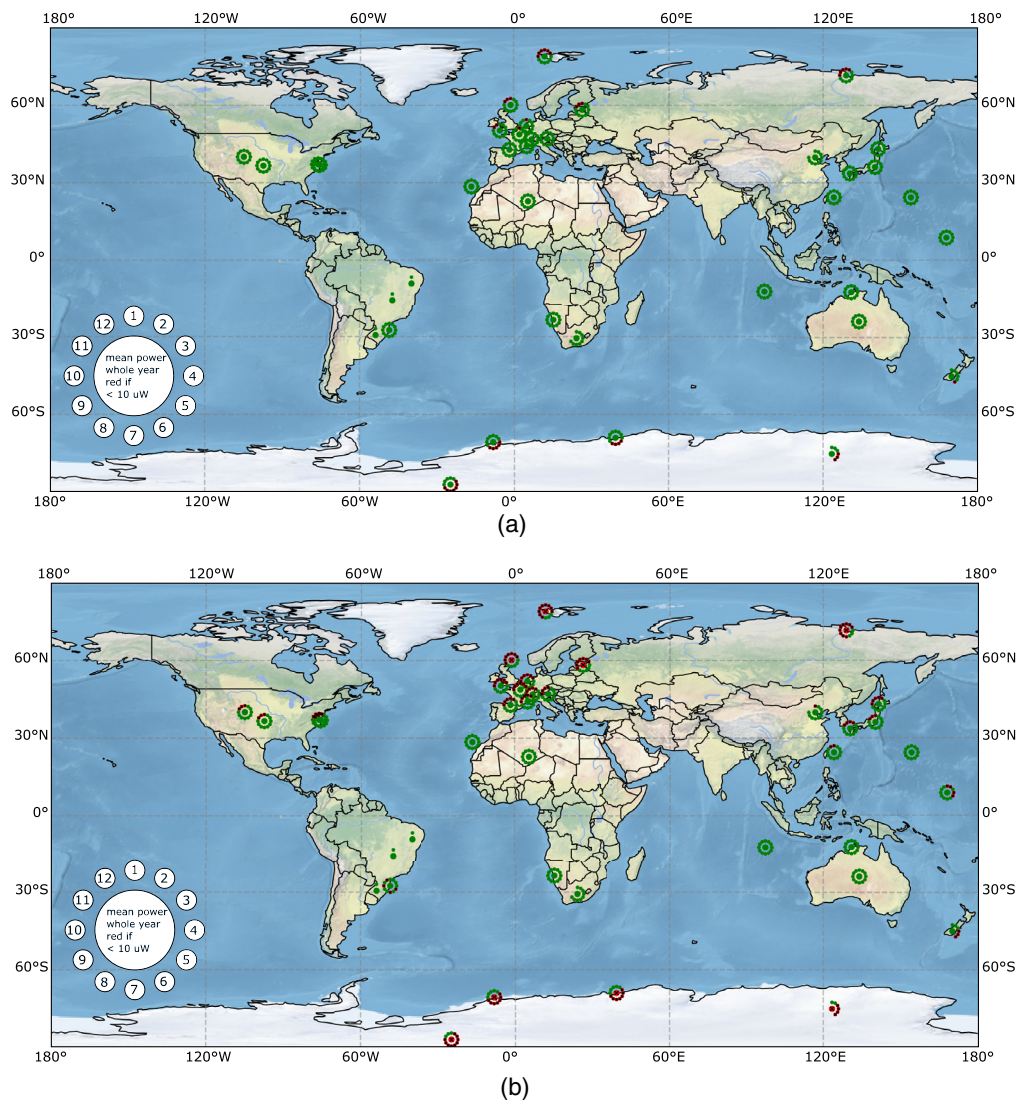 180° 120°W 60°W 0° 60°E 120°E 180°
60°N 60°N
30°N 30°N
0° 0°
30°S 30°S
60°S 60°S
12 1 2
11 3
10 4
9 5
8 7 6
mean power
whole year
red if
< 10 uW
180° 120°W 60°W 0° 60°E 120°E 180°
(a)
180° 120°W 60°W 0° 60°E 120°E 180°
60°N 60°N
30°N 30°N
0° 0°
30°S 30°S
60°S 60°S
12 1 2
11 3
10 4
9 5
8 7 6
mean power
whole year
red if
< 10 uW
180° 120°W 60°W 0° 60°E 120°E 180°
(b)